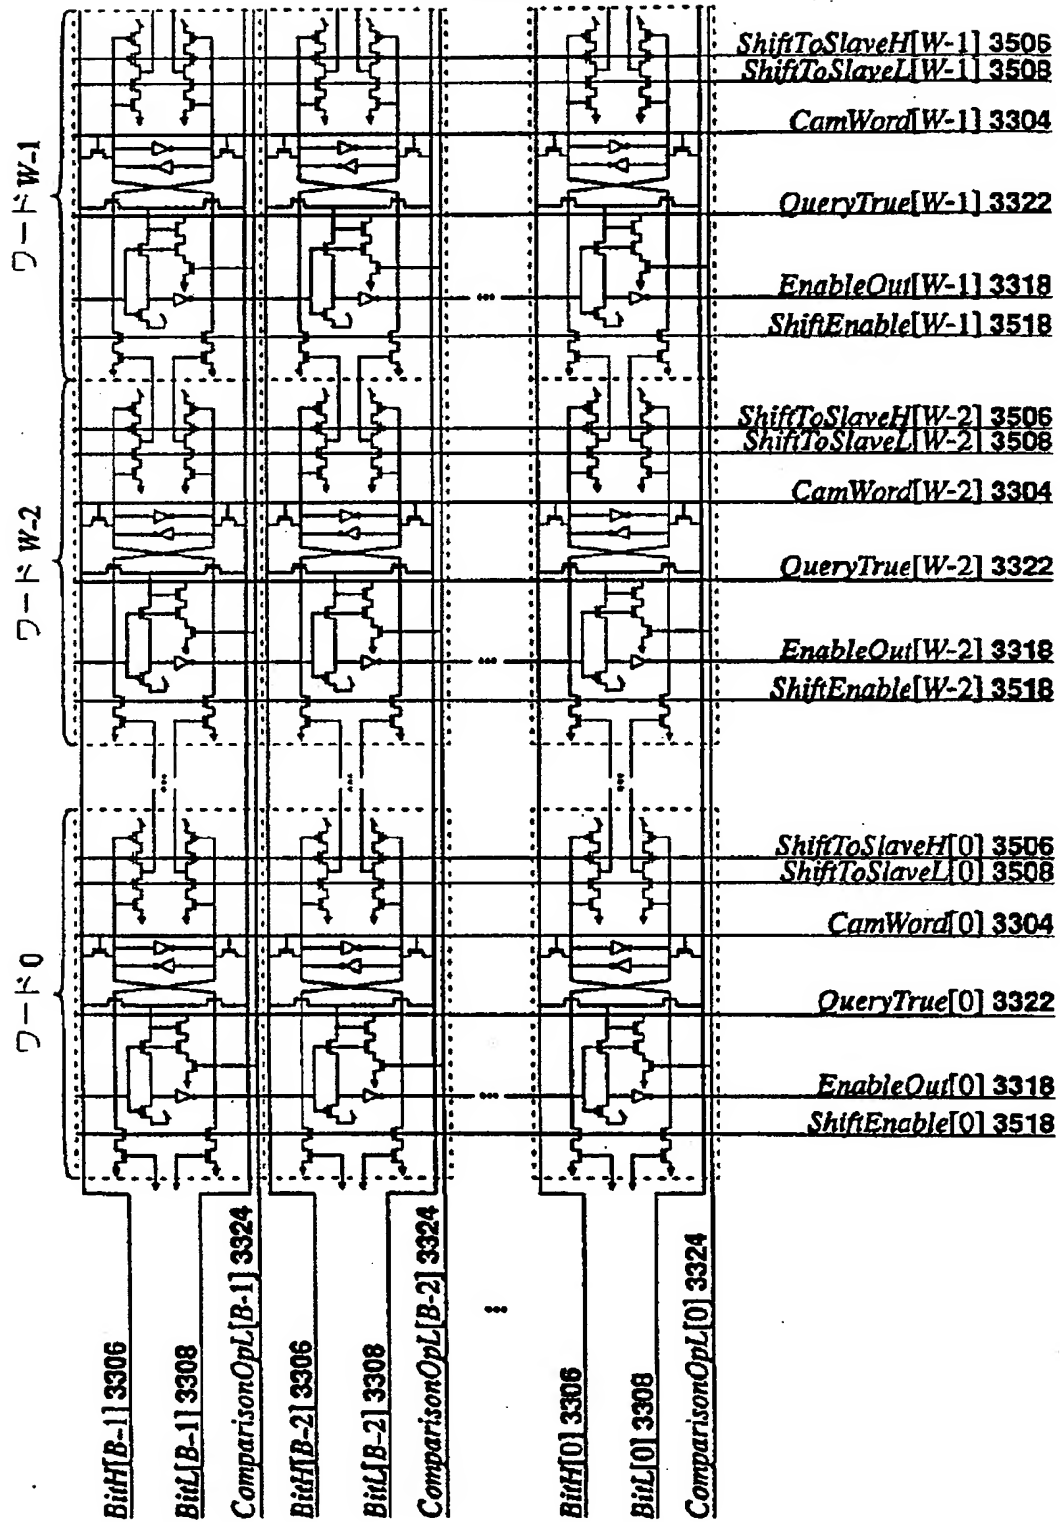 ワードW-1
ShiftToSlaveH[W-1] 3506
ShiftToSlaveL[W-1] 3508
CamWord[W-1] 3304
QueryTrue[W-1] 3322
EnableOut[W-1] 3318
ShiftEnable[W-1] 3518
ワードW-2
ShiftToSlaveH[W-2] 3506
ShiftToSlaveL[W-2] 3508
CamWord[W-2] 3304
QueryTrue[W-2] 3322
EnableOut[W-2] 3318
ShiftEnable[W-2] 3518
ワード0
ShiftToSlaveH[0] 3506
ShiftToSlaveL[0] 3508
CamWord[0] 3304
QueryTrue[0] 3322
EnableOut[0] 3318
ShiftEnable[0] 3518
BitH[B-1] 3306
BitL[B-1] 3308
ComparisonOpL[B-1] 3324
BitH[B-2] 3306
BitL[B-2] 3308
ComparisonOpL[B-2] 3324
...
BitH[0] 3306
BitL[0] 3308
ComparisonOpL[0] 3324